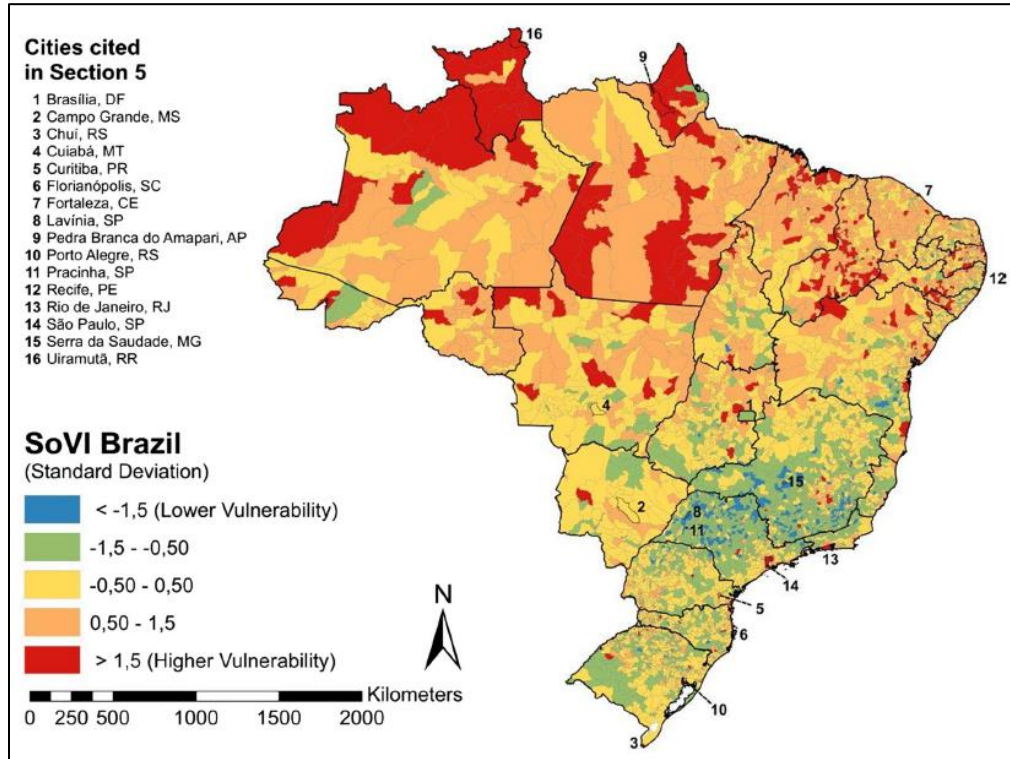 Cities cited
in Section 5
1 Brasília, DF
2 Campo Grande, MS
3 Chuí, RS
4 Cuiabá, MT
5 Curitiba, PR
6 Florianópolis, SC
7 Fortaleza, CE
8 Lavínia, SP
9 Pedra Branca do Amapari, AP
10 Porto Alegre, RS
11 Pracinha, SP
12 Recife, PE
13 Rio de Janeiro, RJ
14 São Paulo, SP
15 Serra da Saudade, MG
16 Uiramutã, RR
SoVI Brazil
(Standard Deviation)
< -1,5 (Lower Vulnerability)
-1,5 - -0,50
-0,50 - 0,50
0,50 - 1,5
> 1,5 (Higher Vulnerability)
N
Kilometers
0 250 500 1000 1500 2000
16
9
7
12
1
4
15
2
8
11
13
14
5
6
10
3